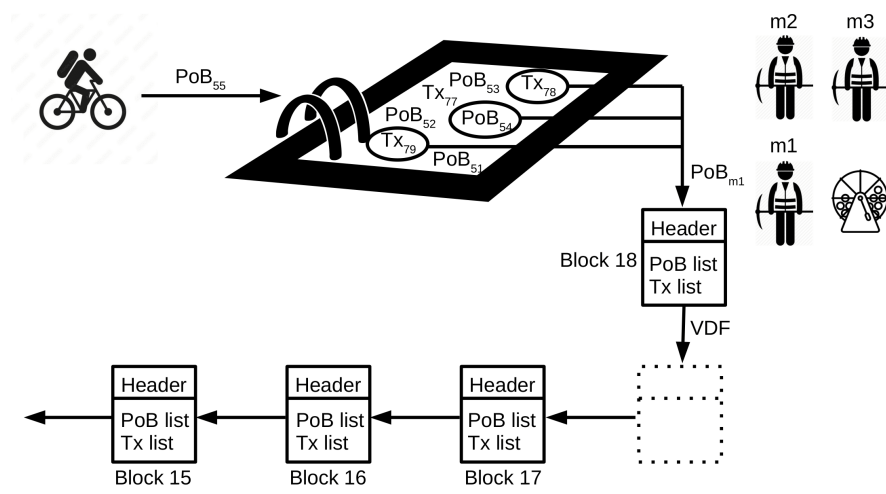 m2
m3
PoB55
PoB53
Tx78
Tx77
PoB52
PoB54
Tx79
PoB51
m1
PoBm1
Header
Block 18
PoB list
Tx list
VDF
Header
PoB list
Tx list
Block 15
Header
PoB list
Tx list
Block 16
Header
PoB list
Tx list
Block 17